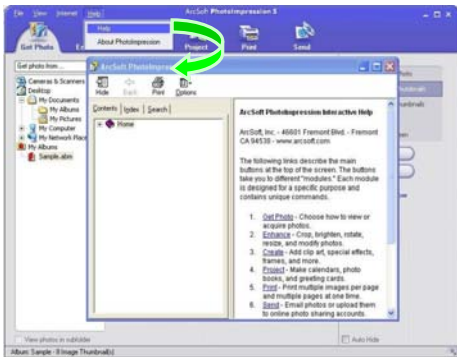 File View Internet Help
ArcSoft PhotoImpression 5
Help
About PhotoImpression
Get Photo
Project
Print
Send
Get photo from...
Cameras & Scanners
Desktop
My Documents
My Albums
My Pictures
My Computer
My Network Place
My Albums
Sample.abm
ArcSoft PhotoImpres
Hide Back Print Options
Contents Index Search
Home
ArcSoft PhotoImpression Interactive Help
ArcSoft, Inc. - 46601 Fremont Blvd. - Fremont
CA 94538 - www.arcsoft.com
The following links describe the main
buttons at the top of the screen. The buttons
take you to different "modules." Each module
is designed for a specific purpose and
contains unique commands.
1. Get Photo - Choose how to view or
acquire photos.
2. Enhance - Crop, brighten, rotate,
resize, and modify photos.
3. Create - Add clip art, special effects,
frames, and more.
4. Project - Make calendars, photo
books, and greeting cards.
5. Print - Print multiple images per page
and multiple pages at one time.
6. Send - Email photos or upload them
to online photo sharing accounts.
View photos in subfolder
Auto Hide
Album: Sample - 8 Image Thumbnail(s)